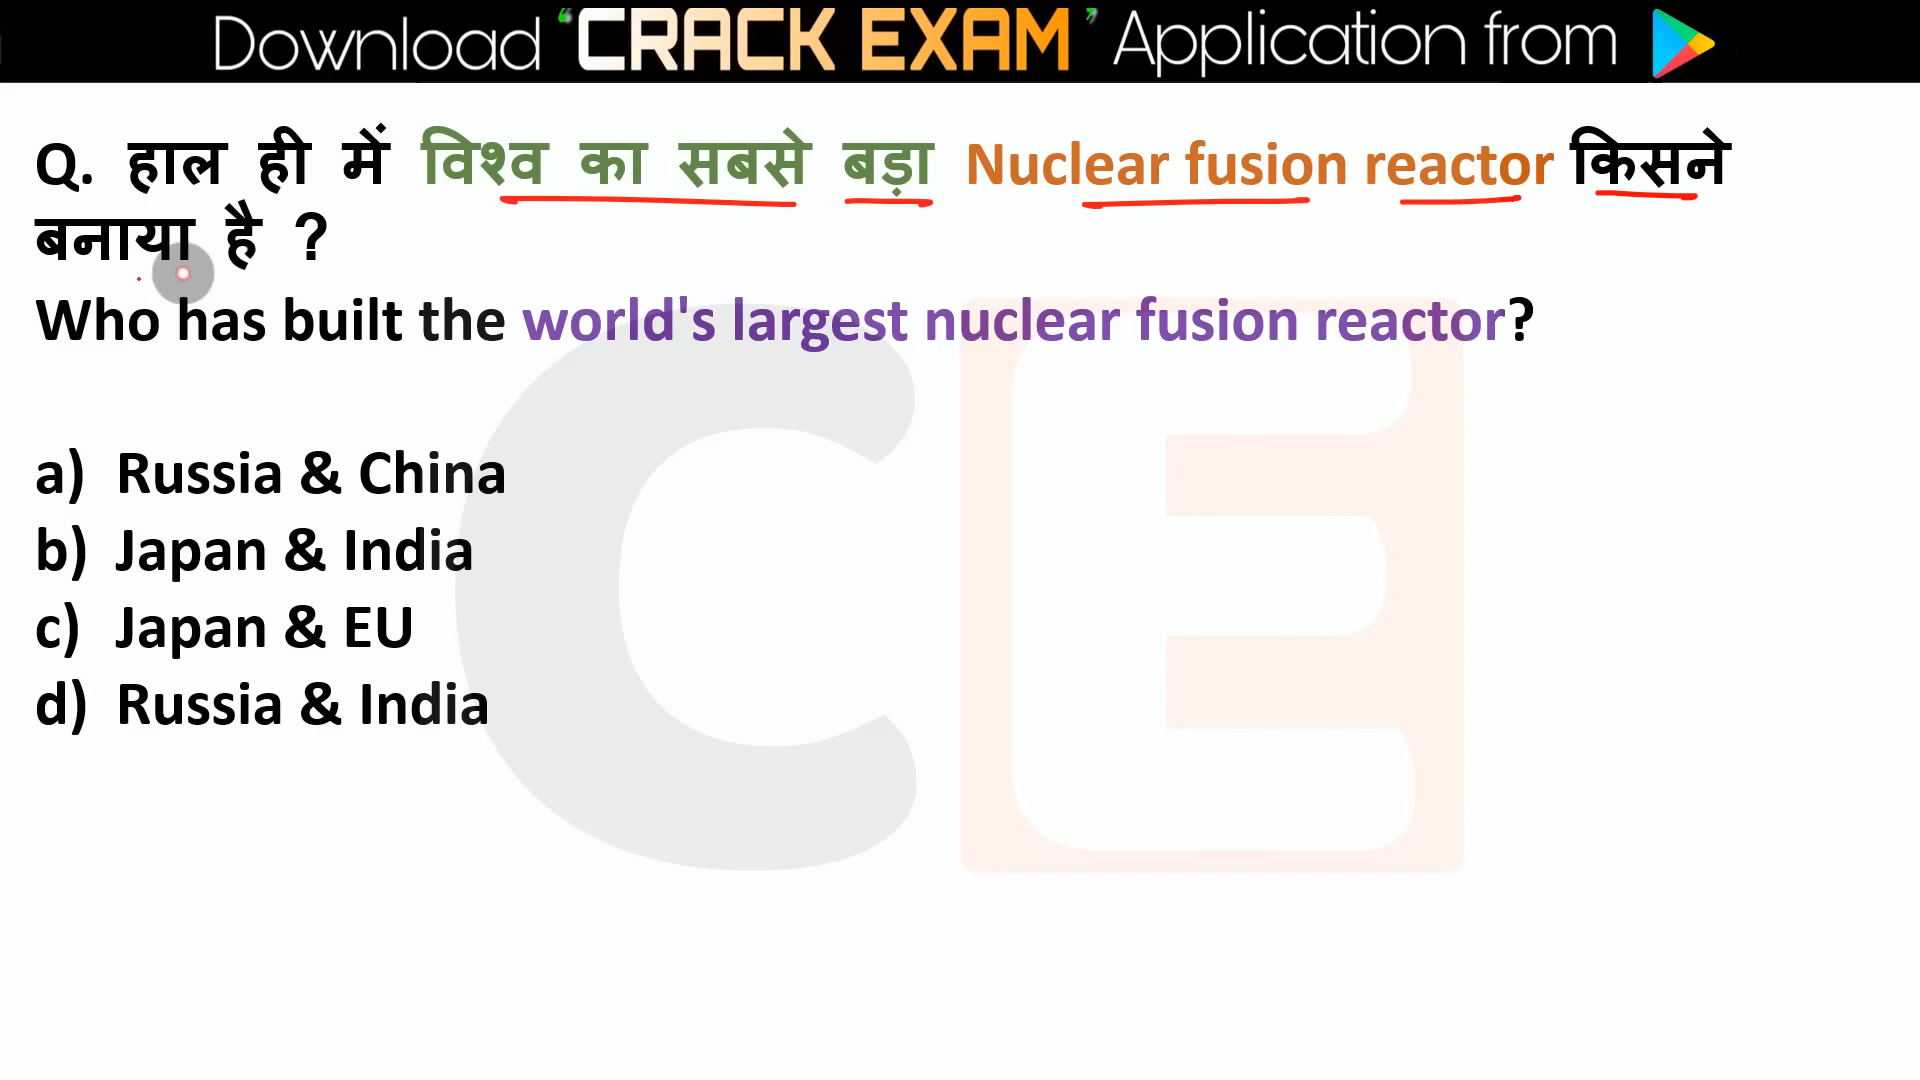 Download 'CRACK EXAM' Application from
Q. हाल ही में विश्व का सबसे बड़ा Nuclear fusion reactor किसने
बनाया है ?
Who has built the world's largest nuclear fusion reactor?
a) Russia & China
b) Japan & India
c) Japan & EU
d) Russia & India
CE